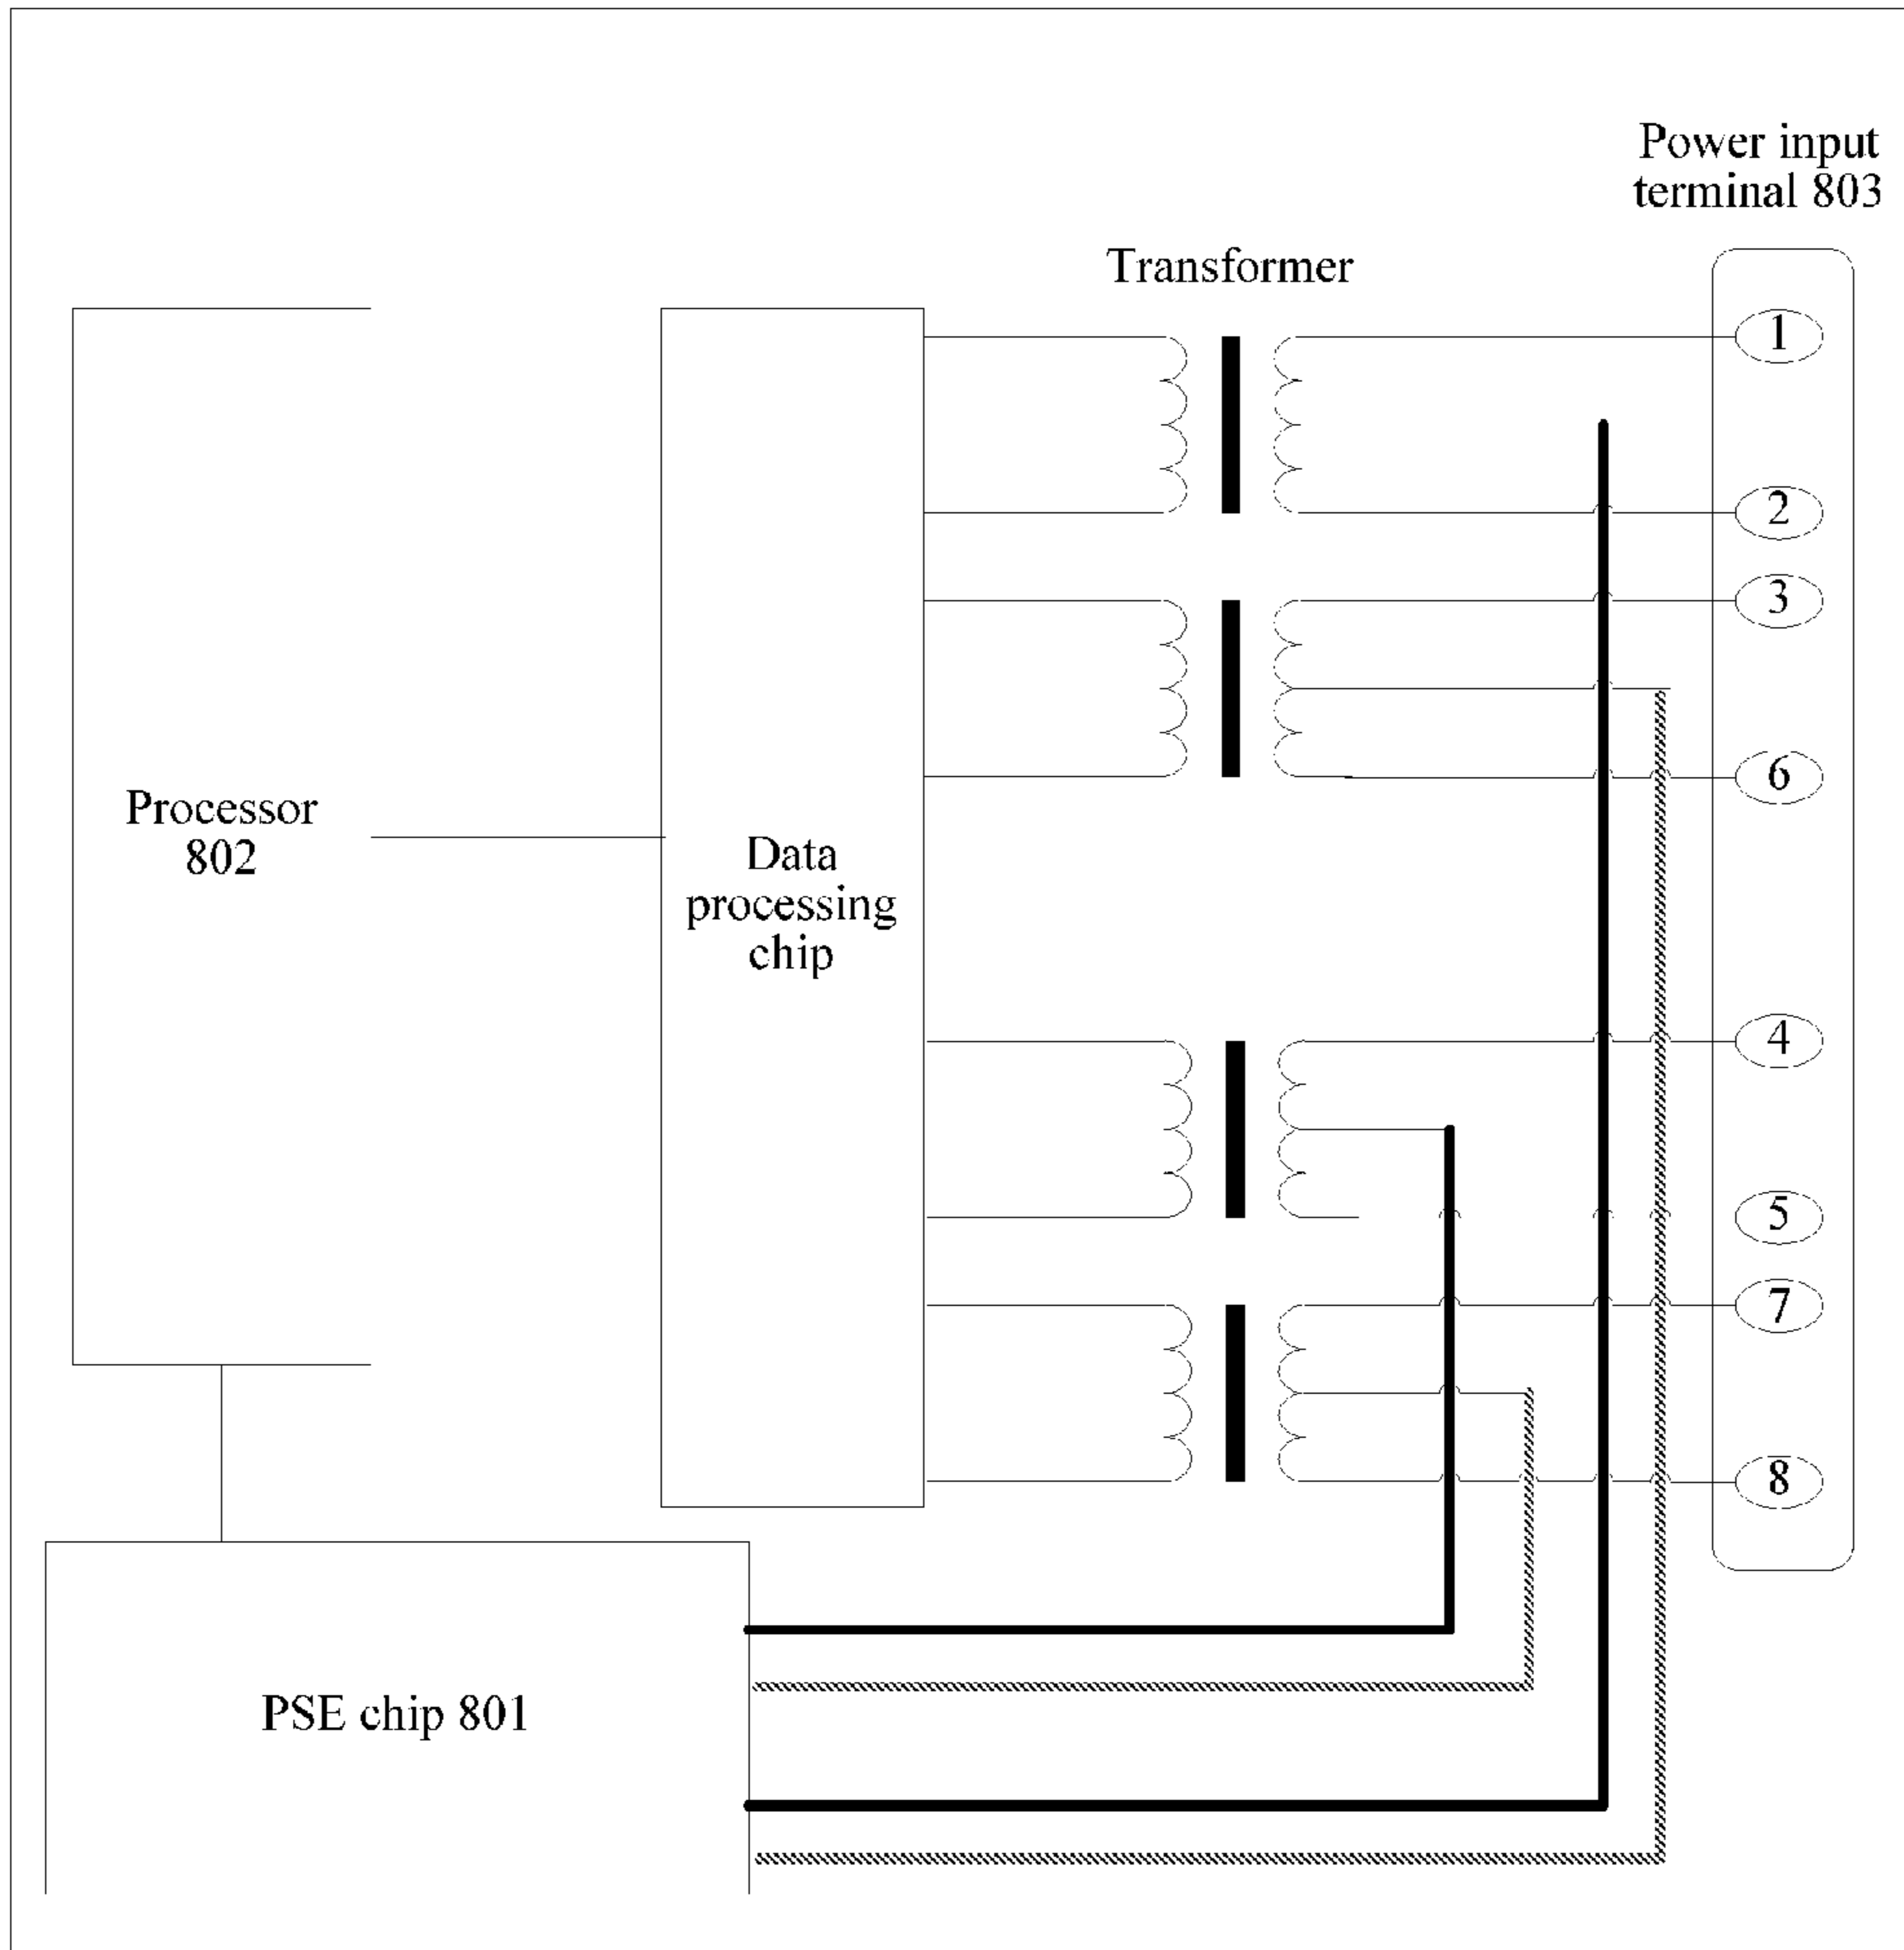 Power input
terminal 803
Transformer
1
2
3
6
Processor
802
Data
processing
chip
4
5
7
8
PSE chip 801